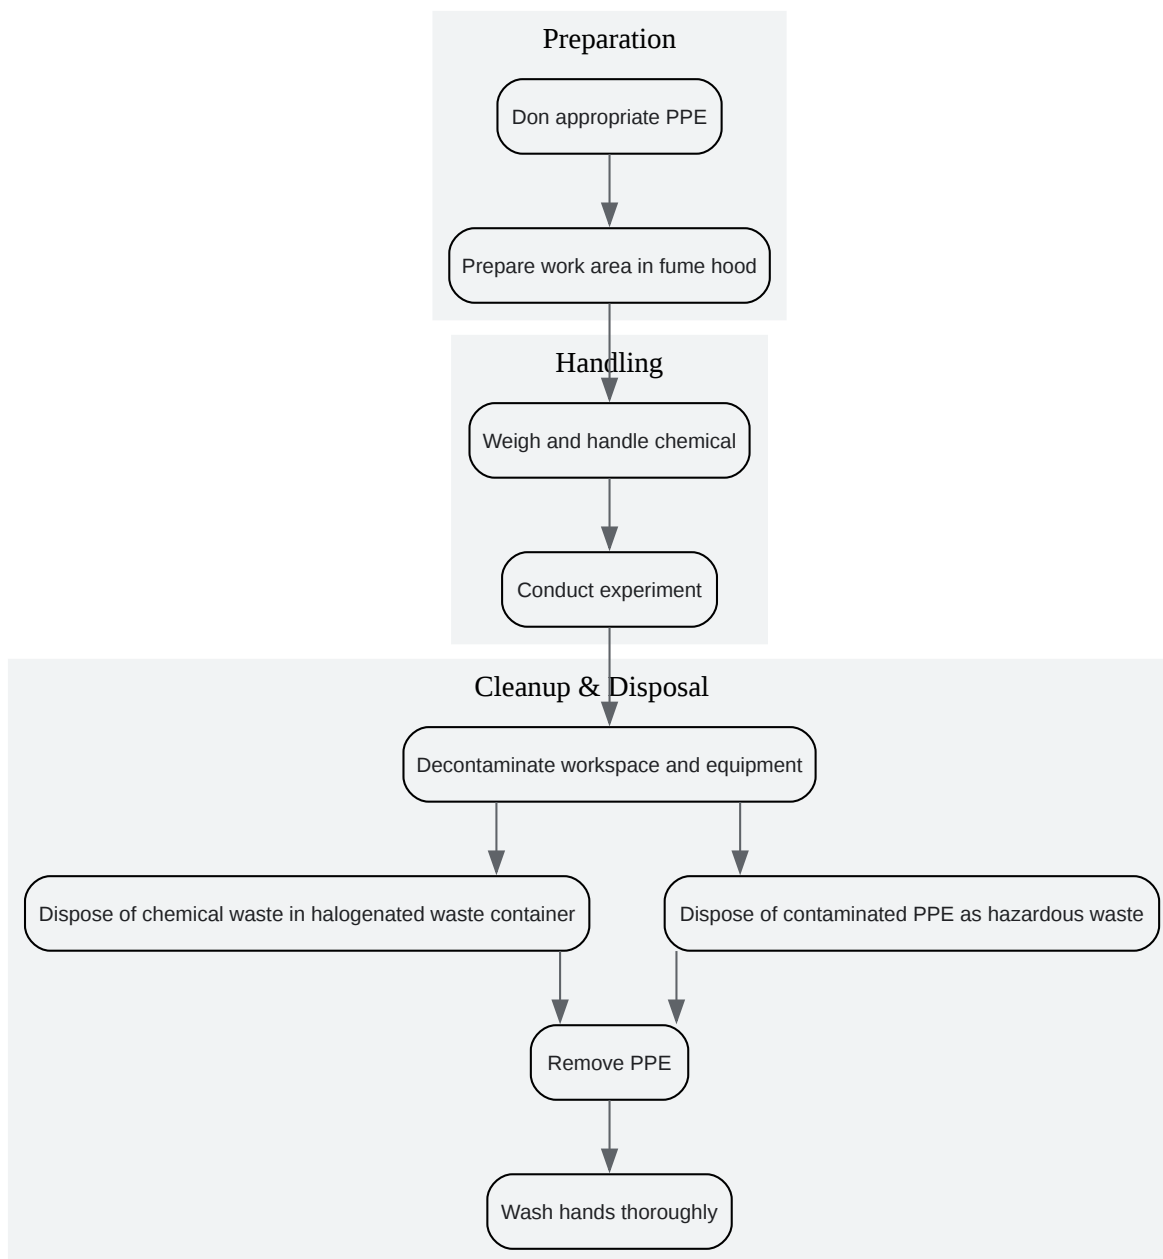 Preparation
Don appropriate PPE
Prepare work area in fume hood
Handling
Weigh and handle chemical
Conduct experiment
Cleanup & Disposal
Decontaminate workspace and equipment
Dispose of chemical waste in halogenated waste container
Dispose of contaminated PPE as hazardous waste
Remove PPE
Wash hands thoroughly